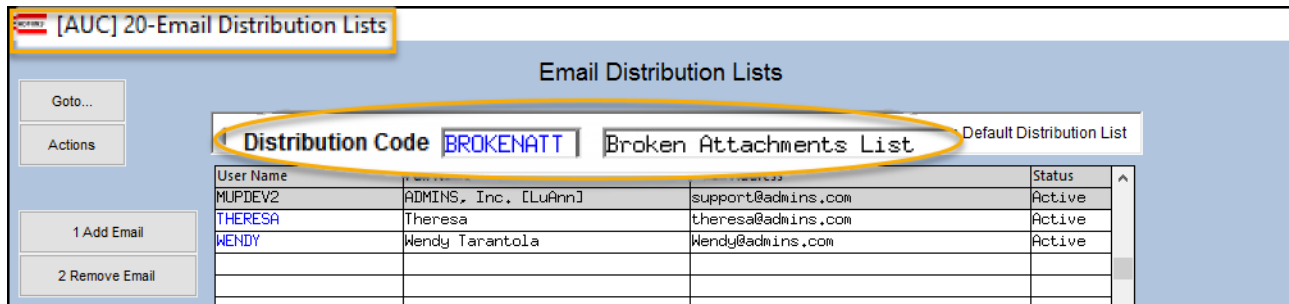 [AUC] 20-Email Distribution Lists
Email Distribution Lists
Goto...
Actions
Distribution Code BROKENATT Broken Attachments List
Default Distribution List
User Name Status
MUPDEV2 ADMINS, Inc. [LuAnn] support@admins.com Active
THERESA Theresa theresa@admins.com Active
WENDY Wendy Tarantola Wendy@admins.com Active
1 Add Email
2 Remove Email